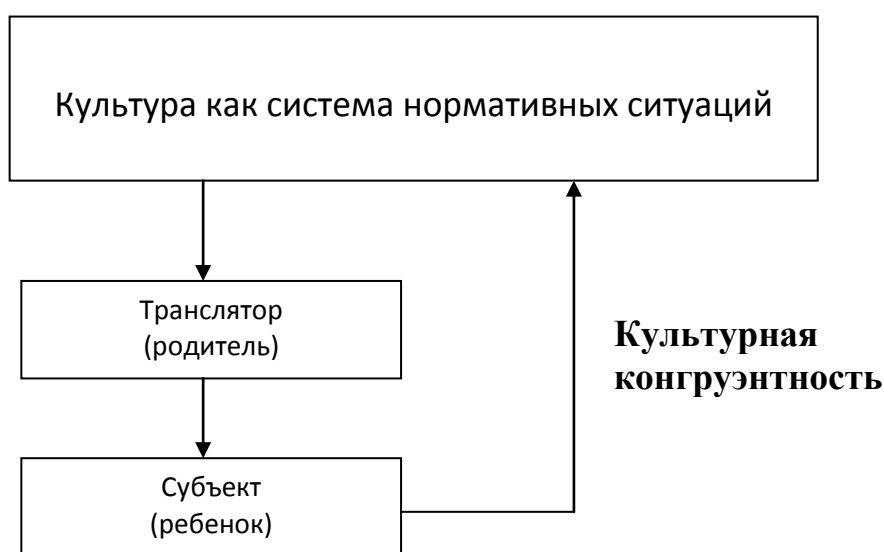 Культура как система нормативных ситуаций
Транслятор
(родитель)
Культурная
конгруэнтность
Субъект
(ребенок)